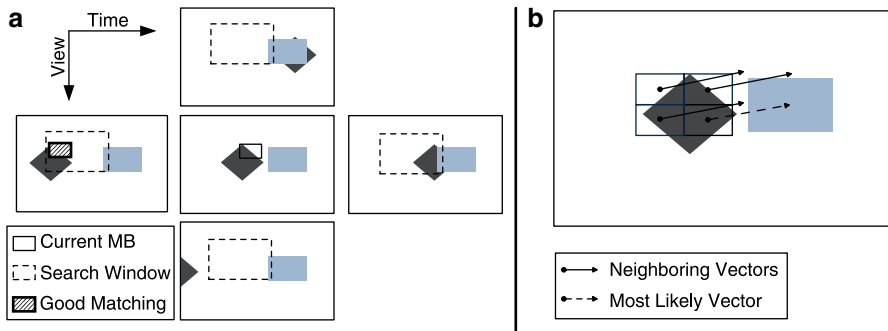 a
Time
View
Current MB
Search Window
Good Matching
b
Neighboring Vectors
Most Likely Vector